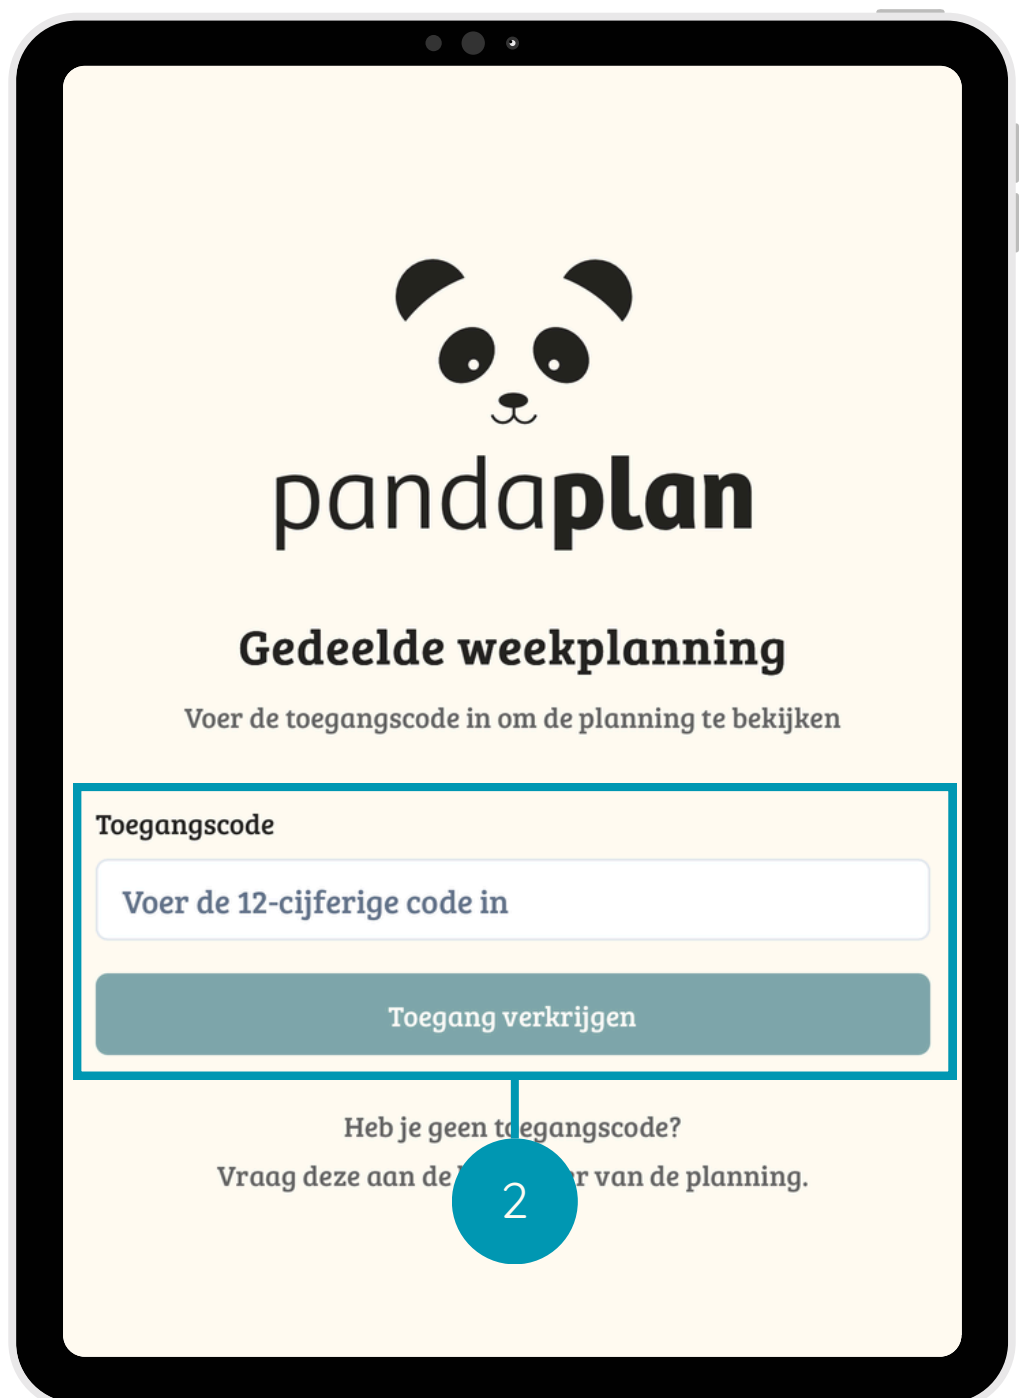 pandaplan
Gedeelde weekplanning
Voer de toegangscode in om de planning te bekijken
Toegangscode
Voer de 12-cijferige code in
Toegang verkrijgen
Heb je geen toegangscode?
Vraag deze aan de van de planning.
2